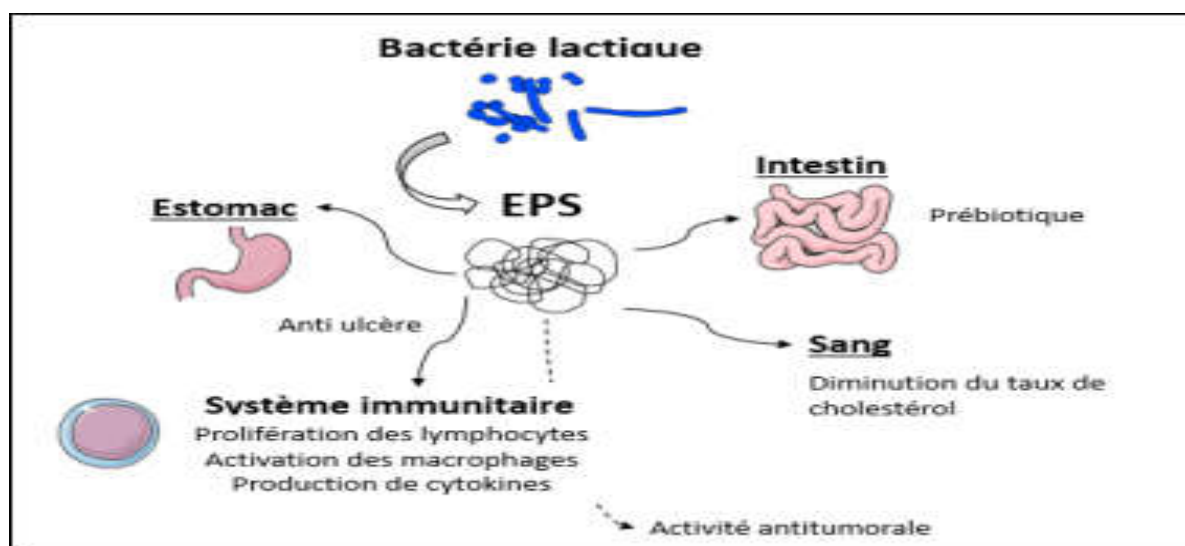 Bactérie lactique
EPS
Estomac
Anti ulcère
Intestin
Prébiotique
Sang
Diminution du taux de
cholestérol
Système immunitaire
Prolifération des lymphocytes
Activation des macrophages
Production de cytokines
Activité antitumorale